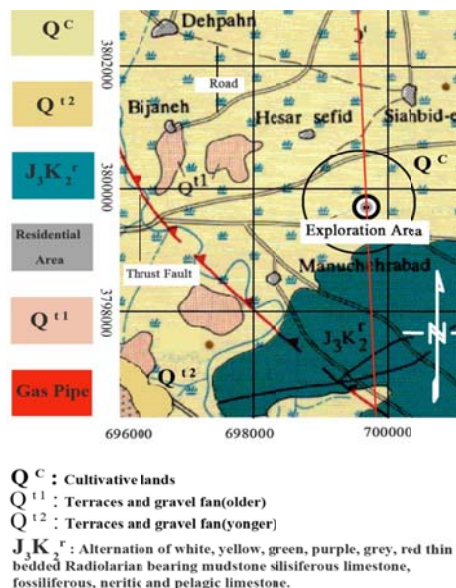 Q C
Q t2
J3K2 r
Residential
Area
Q t1
Gas Pipe
3802000
3800000
3798000
Dehpahn
Road
Bijaneh
Hesar sefid
Siahbid-
Q t1
Q C
Exploration Area
Thrust Fault
Manuchehrabad
N
J3K2 r
Q t2
696000
698000
700000
Q C : Cultivative lands
Q t1 : Terraces and gravel fan(older)
Q t2 : Terraces and gravel fan(yonger)
J3K2 r : Alternation of white, yellow, green, purple, grey, red thin
bedded Radiolarian bearing mudstone silisiferous limestone,
fossiliferous, neritic and pelagic limestone.